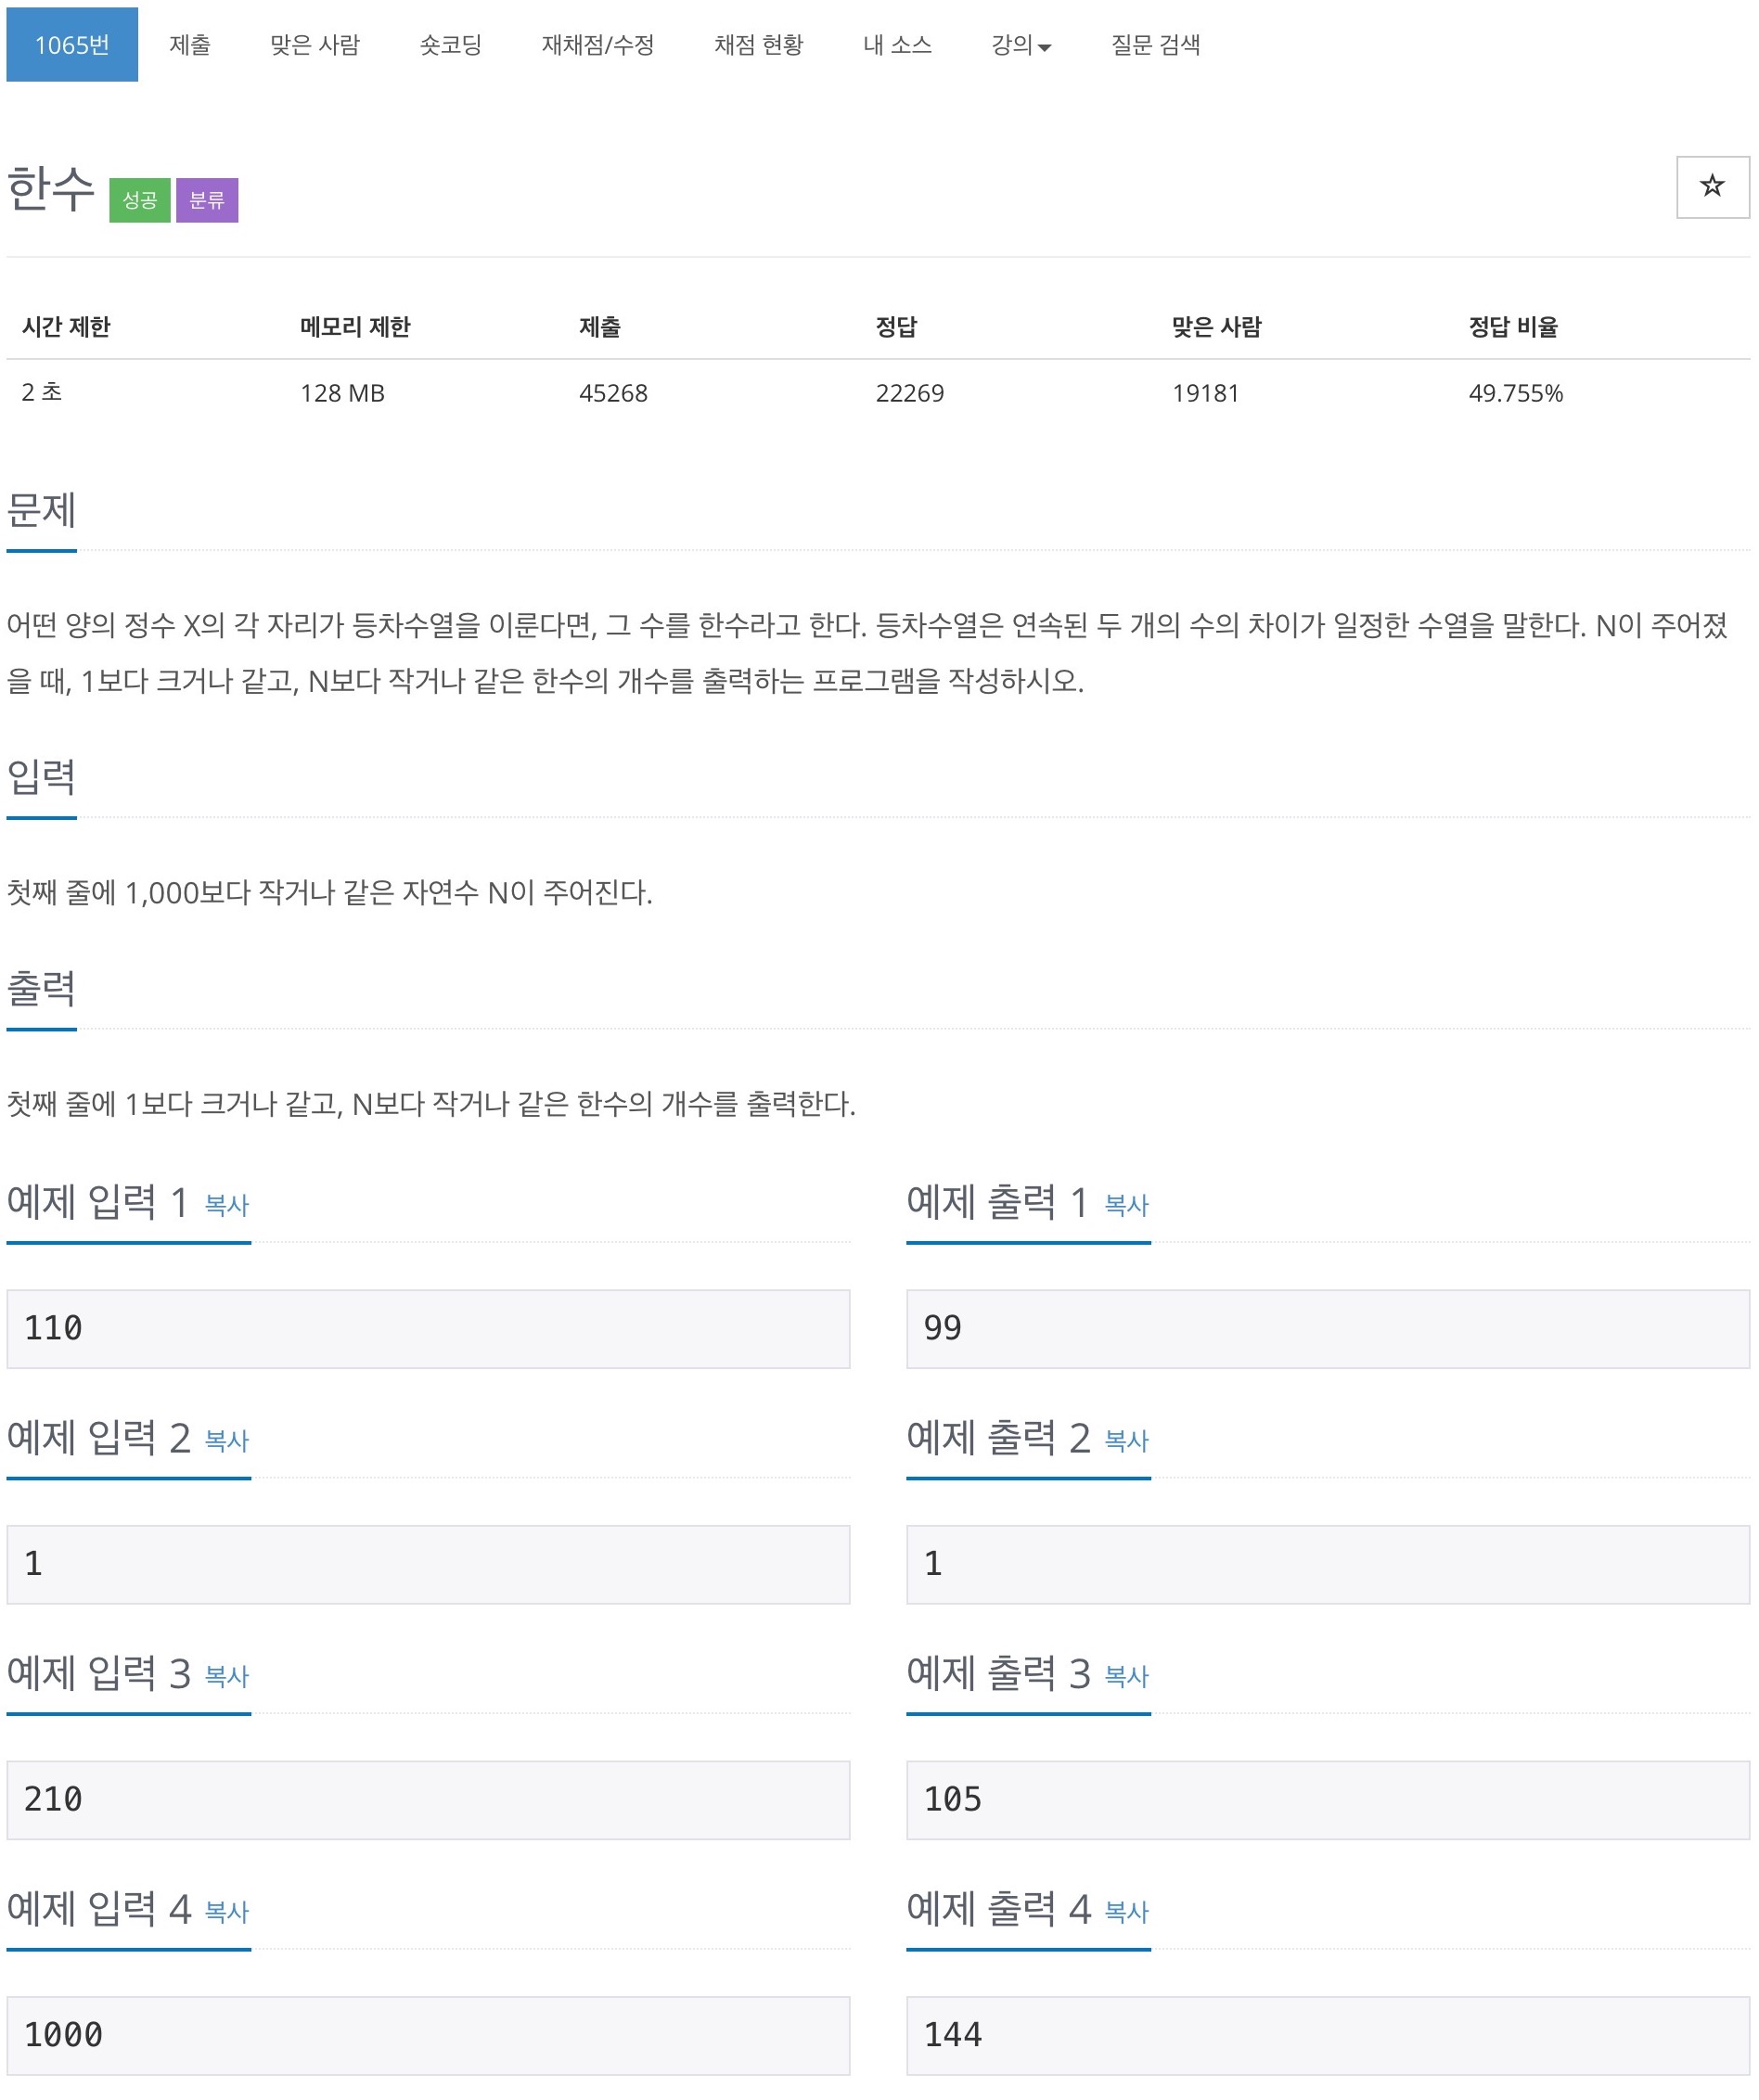 1065번 제출 맞은 사람 숏코딩 재채점/수정 채점 현황 내 소스 강의 질문 검색
한수 성공 분류
시간 제한 메모리 제한 제출 정답 맞은 사람 정답 비율
2 초 128 MB 45268 22269 19181 49.755%
문제
어떤 양의 정수 X의 각 자리가 등차수열을 이룬다면, 그 수를 한수라고 한다. 등차수열은 연속된 두 개의 수의 차이가 일정한 수열을 말한다. N이 주어졌
을 때, 1보다 크거나 같고, N보다 작거나 같은 한수의 개수를 출력하는 프로그램을 작성하시오.
입력
첫째 줄에 1,000보다 작거나 같은 자연수 N이 주어진다.
출력
첫째 줄에 1보다 크거나 같고, N보다 작거나 같은 한수의 개수를 출력한다.
예제 입력 1 복사 예제 출력 1 복사
110 99
예제 입력 2 복사 예제 출력 2 복사
1 1
예제 입력 3 복사 예제 출력 3 복사
210 105
예제 입력 4 복사 예제 출력 4 복사
1000 144